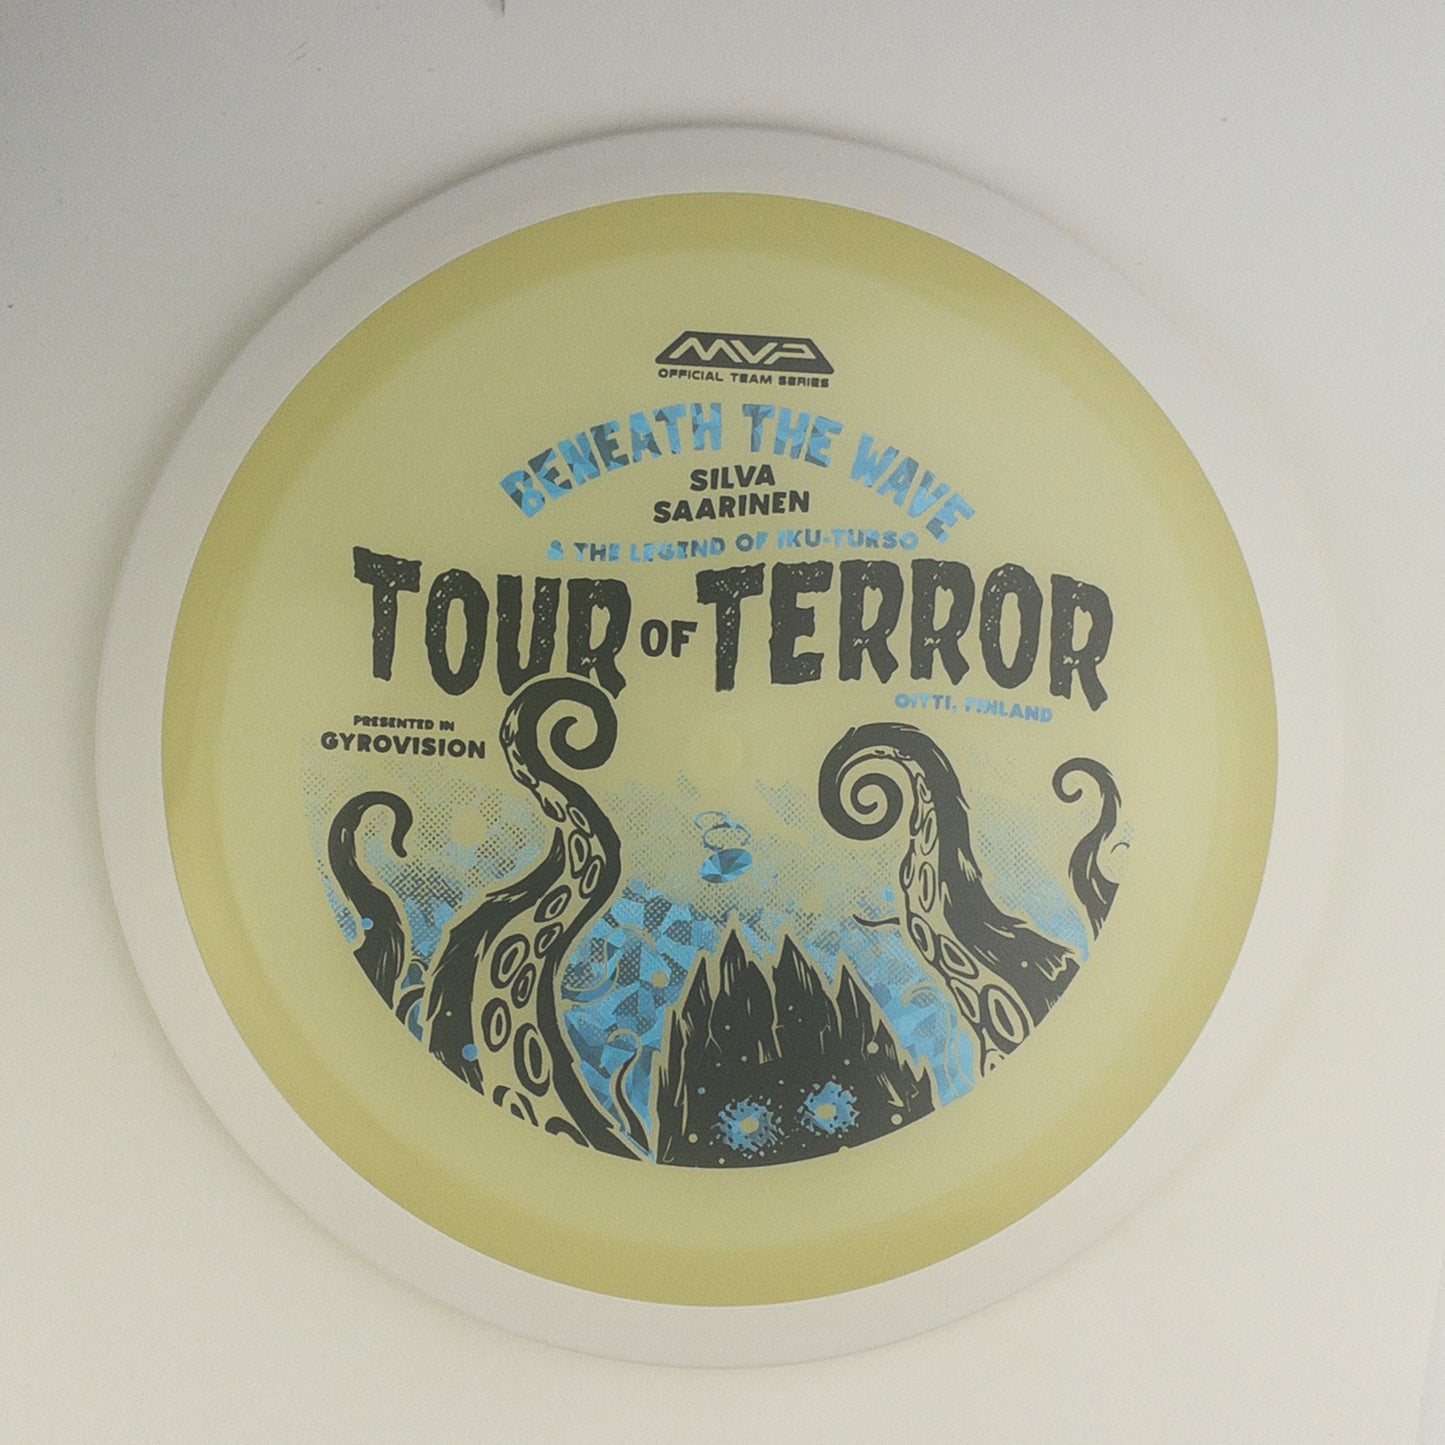 MVP
OFFICIAL TEAM SERIES
BENEATH THE WAVE
SILVA
SAARINEN
& THE LEGEND OF IKU-TURSO
TOUR OF TERROR
OITTI, FINLAND
PRESENTED IN
GYROVISION